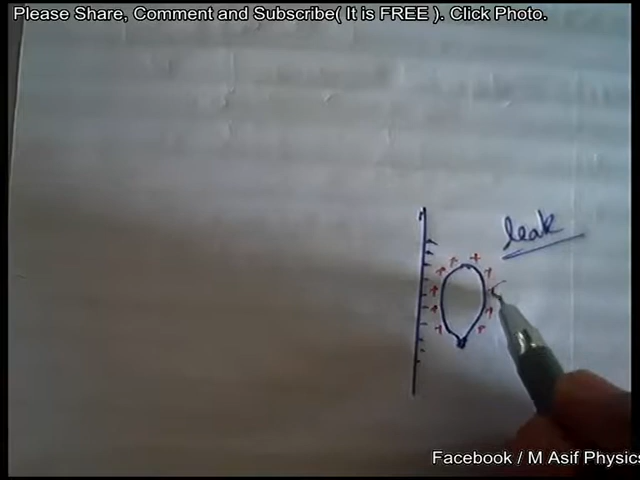 Please Share, Comment and Subscribe( It is FREE ). Click Photo.
leak
Facebook / M Asif Physics